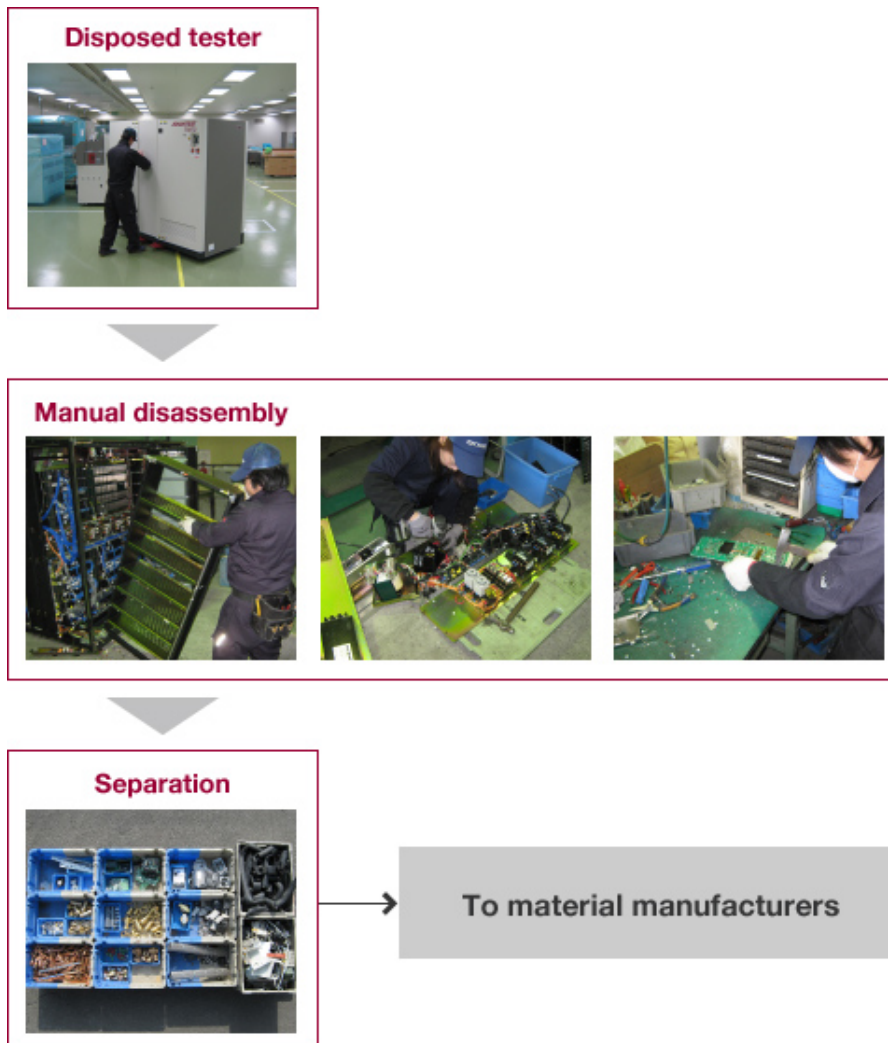 Disposed tester
Manual disassembly
Separation
To material manufacturers